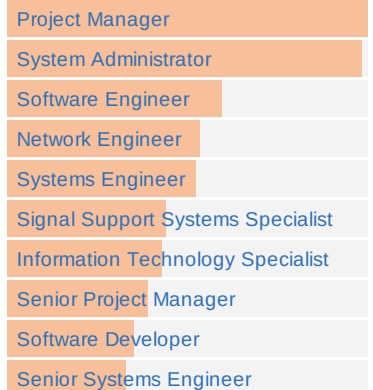 Project Manager
System Administrator
Software Engineer
Network Engineer
Systems Engineer
Signal Support Systems Specialist
Information Technology Specialist
Senior Project Manager
Software Developer
Senior Systems Engineer